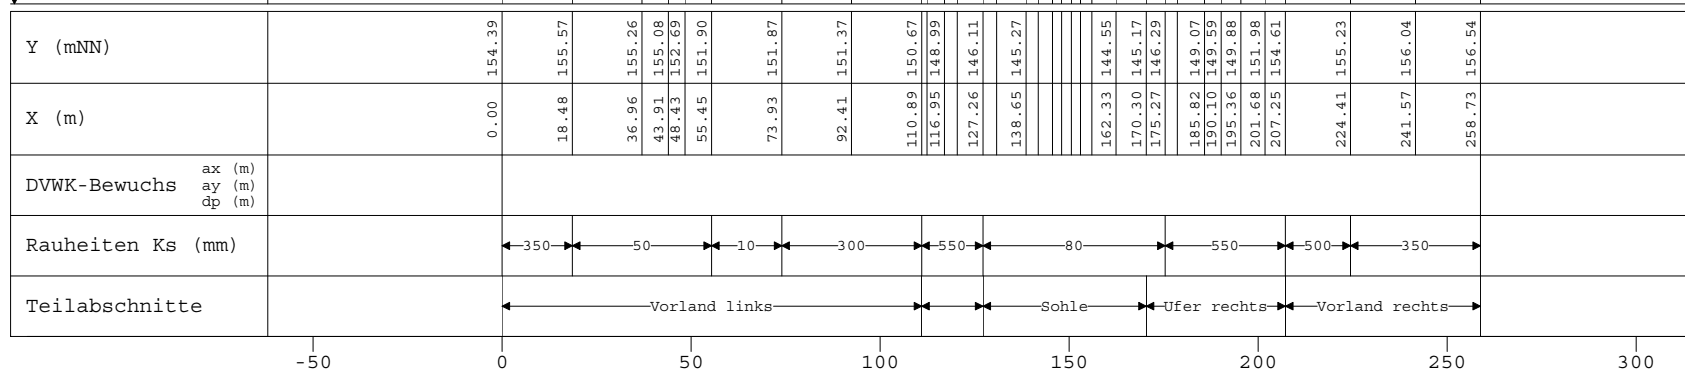 Y (mNN) 154.39 155.57 155.26 155.08 152.69 151.90 151.87 151.37 150.67 148.99 146.11 145.27 144.55 145.17 146.29 149.07 149.59 149.88 151.98 154.61 155.23 156.04 156.54
X (m) 0.00 18.48 36.96 43.91 48.43 55.45 73.93 92.41 110.89 116.95 127.26 138.65 162.33 170.30 175.27 185.82 190.10 195.36 201.68 207.25 224.41 241.57 258.73
DVWK-Bewuchs ax (m)
ay (m)
dp (m)
Rauheiten Ks (mm) 350 50 10 300 550 80 550 500 350
Teilabschnitte Vorland links Sohle Ufer rechts Vorland rechts
-50 0 50 100 150 200 250 300